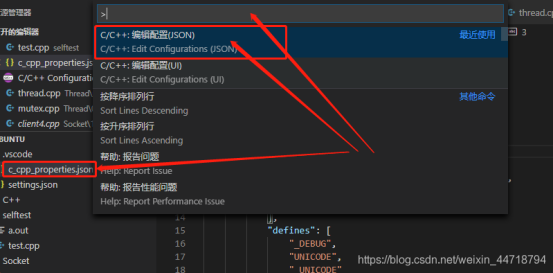 源管理器
开的编辑器
test.cpp selftest
{} c_cpp_properties.js
C/C++ Configuratio
thread.cpp Thread\
mutex.cpp Thread\
client4.cpp Socket\
BUNTU
.vscode
{} c_cpp_properties.json
{} settings.json
C++
selftest
a.out
test.cpp
Socket
>
C/C++: 编辑配置(JSON) 最近使用
C/C++: Edit Configurations (JSON)
C/C++: 编辑配置(UI)
C/C++: Edit Configurations (UI)
按降序排列行 其他命令
Sort Lines Descending
按升序排列行
Sort Lines Ascending
帮助: 报告问题
Help: Report Issue
帮助: 报告性能问题
Help: Report Performance Issue
thread.c
3
14 ],
15 "defines": [
16 "_DEBUG",
17 "UNICODE",
18 "_UNICODE"
https://blog.csdn.net/weixin_44718794